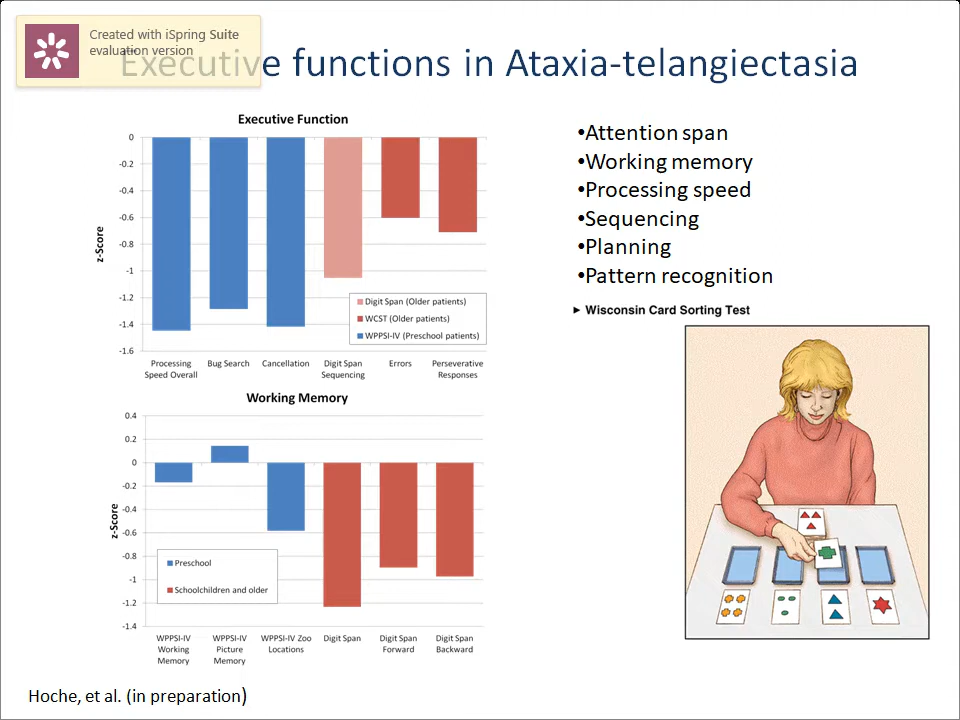 Created with iSpring Suite
evaluation version
Executive functions in Ataxia-telangiectasia
Executive Function
0
-0.2
-0.4
-0.6
-0.8
-1
-1.2
-1.4
-1.6
z-Score
Digit Span (Older patients)
WCST (Older patients)
WPPSI-IV (Preschool patients)
Processing Speed Overall
Bug Search
Cancellation
Digit Span Sequencing
Errors
Perseverative Responses
Working Memory
0.4
0.2
0
-0.2
-0.4
-0.6
-0.8
-1
-1.2
-1.4
z-Score
Preschool
Schoolchildren and older
WPPSI-IV Working Memory
WPPSI-IV Picture Memory
WPPSI-IV Zoo Locations
Digit Span
Digit Span Forward
Digit Span Backward
•Attention span
•Working memory
•Processing speed
•Sequencing
•Planning
•Pattern recognition
► Wisconsin Card Sorting Test
Hoche, et al. (in preparation)